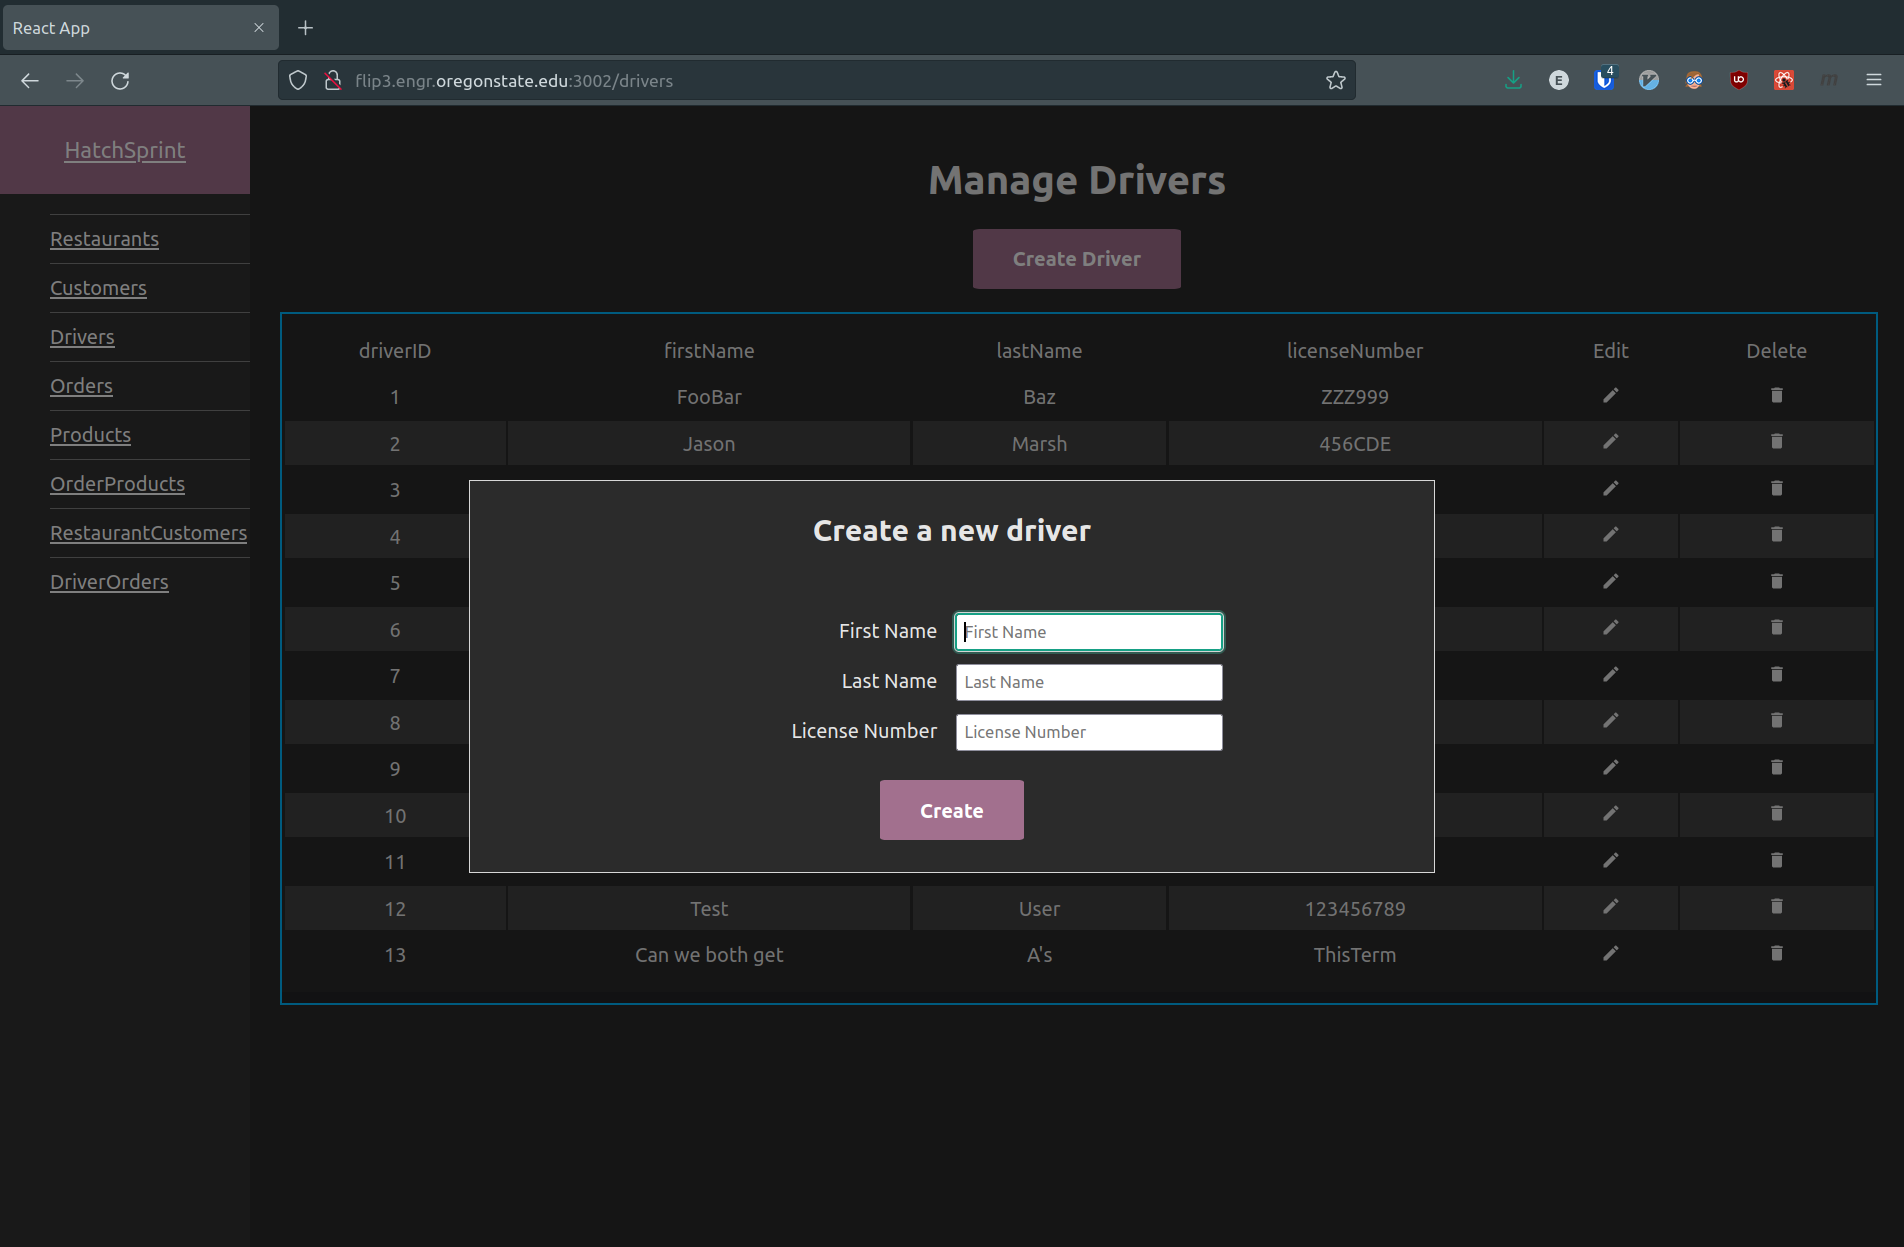 React App
flip3.engr.oregonstate.edu:3002/drivers
E
4
m
HatchSprint
Restaurants
Customers
Drivers
Orders
Products
OrderProducts
RestaurantCustomers
DriverOrders
Manage Drivers
Create Driver
driverID firstName lastName licenseNumber Edit Delete
1 FooBar Baz ZZZ999
2 Jason Marsh 456CDE
3
4
5
6
7
8
9
10
11
12 Test User 123456789
13 Can we both get A's ThisTerm
Create a new driver
First Name First Name
Last Name Last Name
License Number License Number
Create